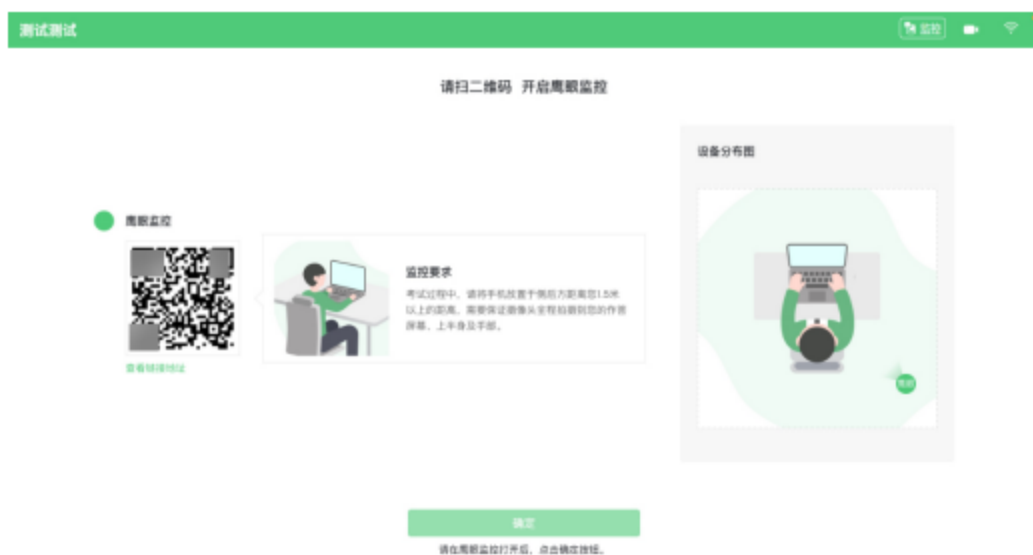 测试测试
监控
请扫二维码 开启鹰眼监控
设备分布图
鹰眼监控
监控要求
考试过程中，请将手机放置于侧后方距离您1.5米
以上的距离，需要保证摄像头全程拍摄到您的作答
屏幕、上半身及手部。
查看链接地址
确定
请在鹰眼监控打开后，点击确定按钮。